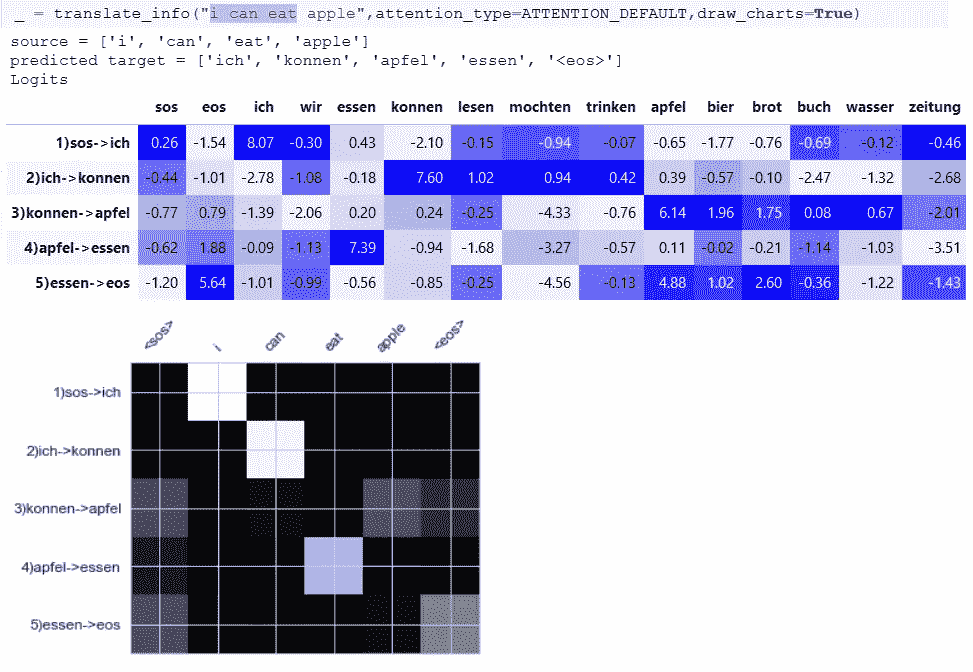 _ = translate_info("i can eat apple",attention_type=ATTENTION_DEFAULT,draw_charts=True)
source = ['i', 'can', 'eat', 'apple']
predicted target = ['ich', 'konnen', 'apfel', 'essen', '<eos>']
Logits
sos eos ich wir essen konnen lesen mochten trinken apfel bier brot buch wasser zeitung
1)sos->ich 0.26 -1.54 8.07 -0.30 0.43 -2.10 -0.15 -0.94 -0.07 -0.65 -1.77 -0.76 -0.69 -0.12 -0.46
2)ich->konnen -0.44 -1.01 -2.78 -1.08 -0.18 7.60 1.02 0.94 0.42 0.39 -0.57 -0.10 -2.47 -1.32 -2.68
3)konnen->apfel -0.77 0.79 -1.39 -2.06 0.20 0.24 -0.25 -4.33 -0.76 6.14 1.96 1.75 0.08 0.67 -2.01
4)apfel->essen -0.62 1.88 -0.09 -1.13 7.39 -0.94 -1.68 -3.27 -0.57 0.11 -0.02 -0.21 -1.14 -1.03 -3.51
5)essen->eos -1.20 5.64 -1.01 -0.99 -0.56 -0.85 -0.25 -4.56 -0.13 4.88 1.02 2.60 -0.36 -1.22 -1.43
<sos> i can eat apple <eos>
1)sos->ich
2)ich->konnen
3)konnen->apfel
4)apfel->essen
5)essen->eos